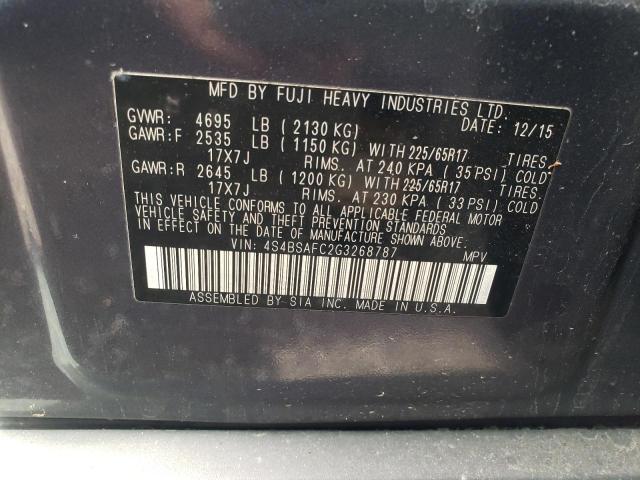 MFD BY FUJI HEAVY INDUSTRIES LTD.
GVWR: 4695 LB (2130 KG) DATE: 12/15
GAWR:F 2535 LB (1150 KG) WITH 225/65R17 TIRES.
17X7J RIMS. AT 240 KPA (35 PSI) COLD
GAWR:R 2645 LB (1200 KG) WITH 225/65R17 TIRES.
17X7J RIMS. AT 230 KPA (33 PSI) COLD
THIS VEHICLE CONFORMS TO ALL APPLICABLE FEDERAL MOTOR
VEHICLE SAFETY AND THEFT PREVENTION STANDARDS
IN EFFECT ON THE DATE OF MANUFACTURE SHOWN ABOVE.
VIN: 4S4BSAFC2G3268787 MPV
ASSEMBLED BY SIA INC. MADE IN U.S.A.